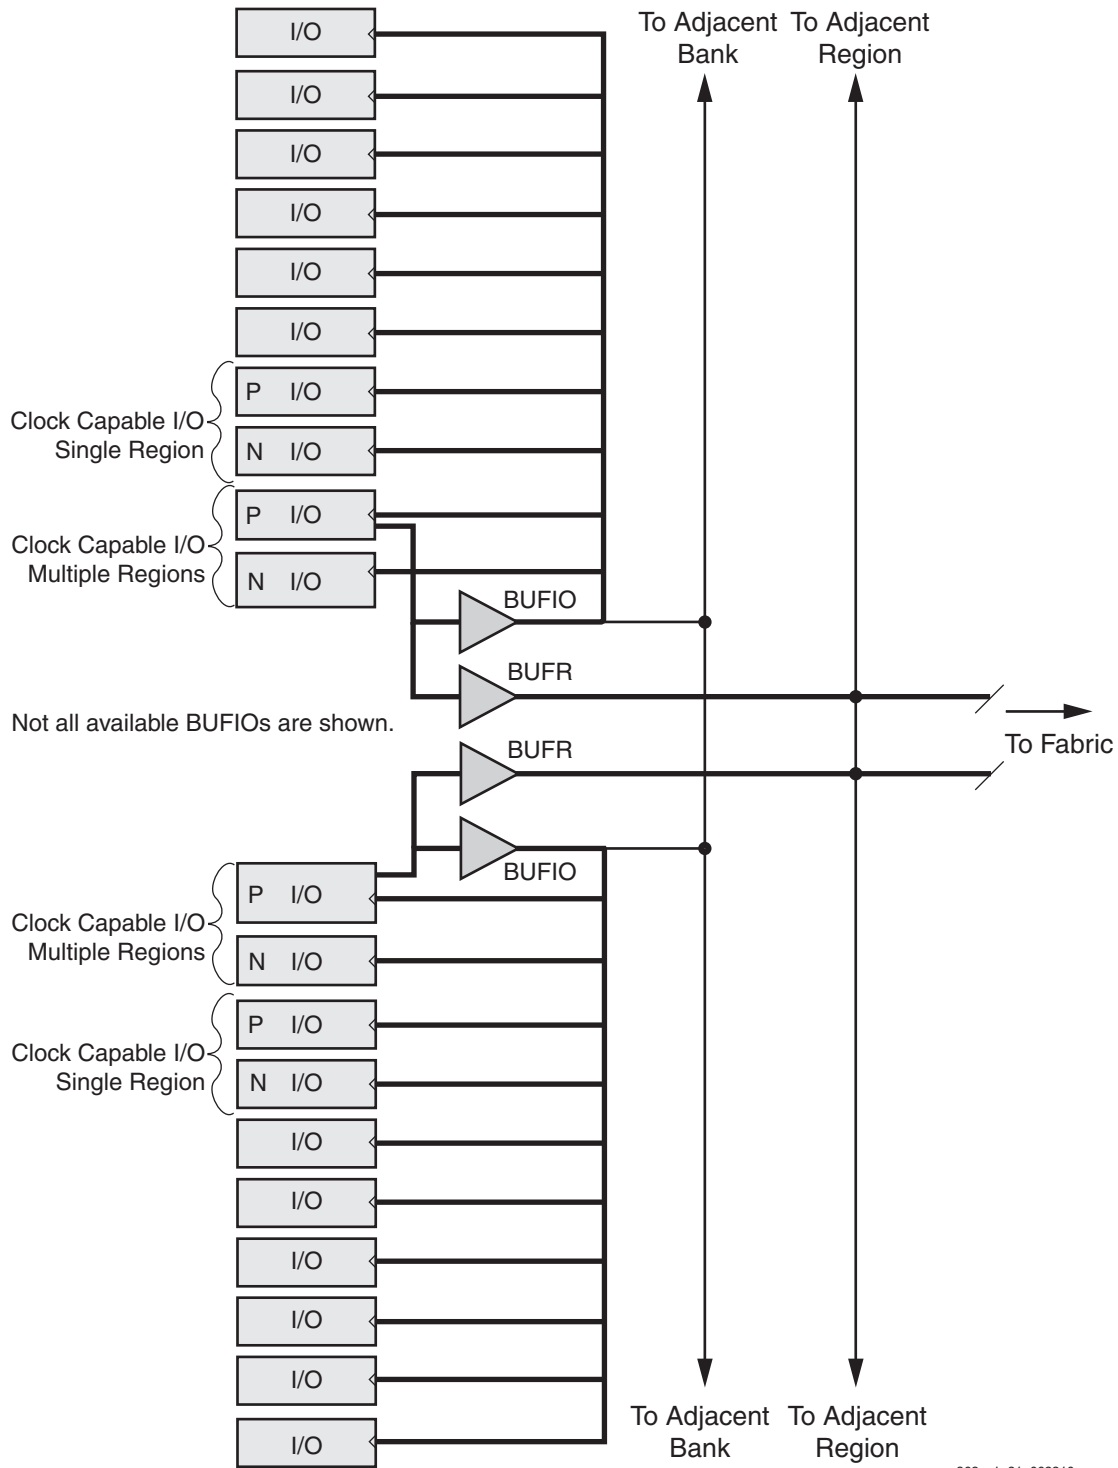 I/O
To Adjacent
Bank
To Adjacent
Region
I/O
I/O
I/O
I/O
I/O
Clock Capable I/O
Single Region
P I/O
N I/O
Clock Capable I/O
Multiple Regions
P I/O
N I/O
BUFIO
BUFR
Not all available BUFIOs are shown.
To Fabric
BUFR
BUFIO
Clock Capable I/O
Multiple Regions
P I/O
N I/O
Clock Capable I/O
Single Region
P I/O
N I/O
I/O
I/O
I/O
I/O
I/O
I/O
To Adjacent
Bank
To Adjacent
Region